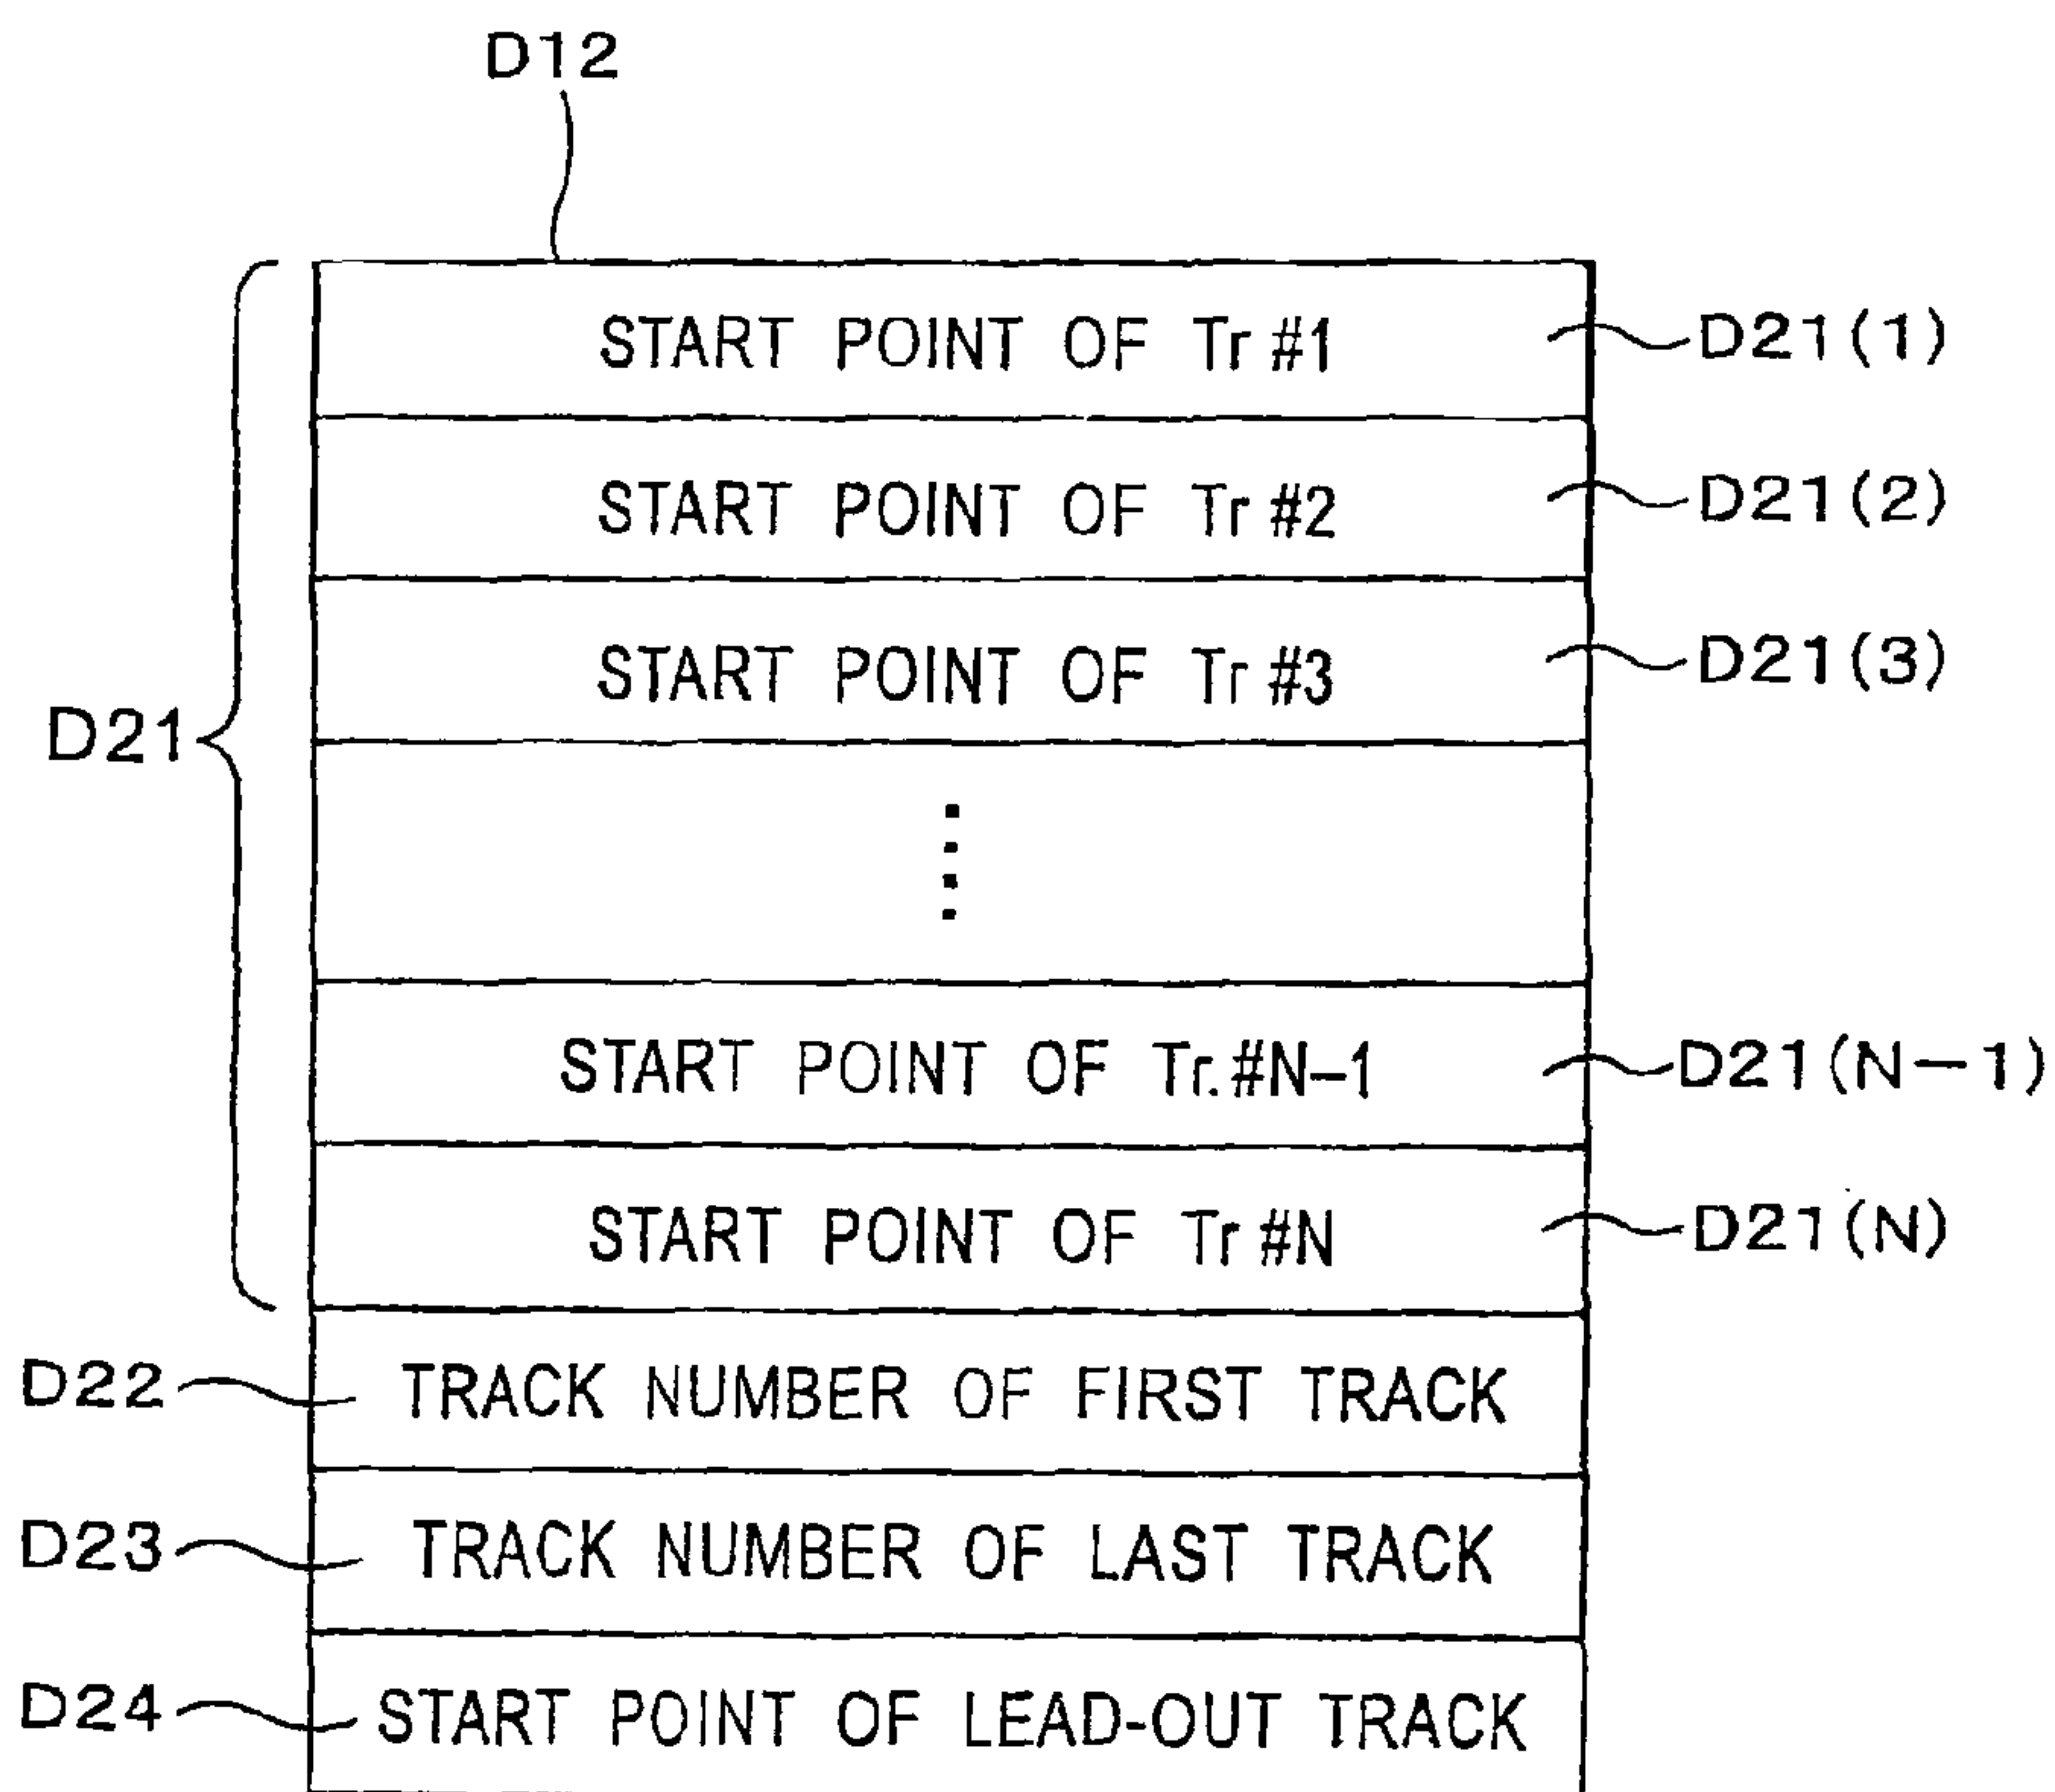 D12
START POINT OF Tr #1 D21(1)
START POINT OF Tr #2 D21(2)
START POINT OF Tr #3 D21(3)
D21
START POINT OF Tr. #N-1 D21(N-1)
START POINT OF Tr #N D21(N)
D22 TRACK NUMBER OF FIRST TRACK
D23 TRACK NUMBER OF LAST TRACK
D24 START POINT OF LEAD-OUT TRACK